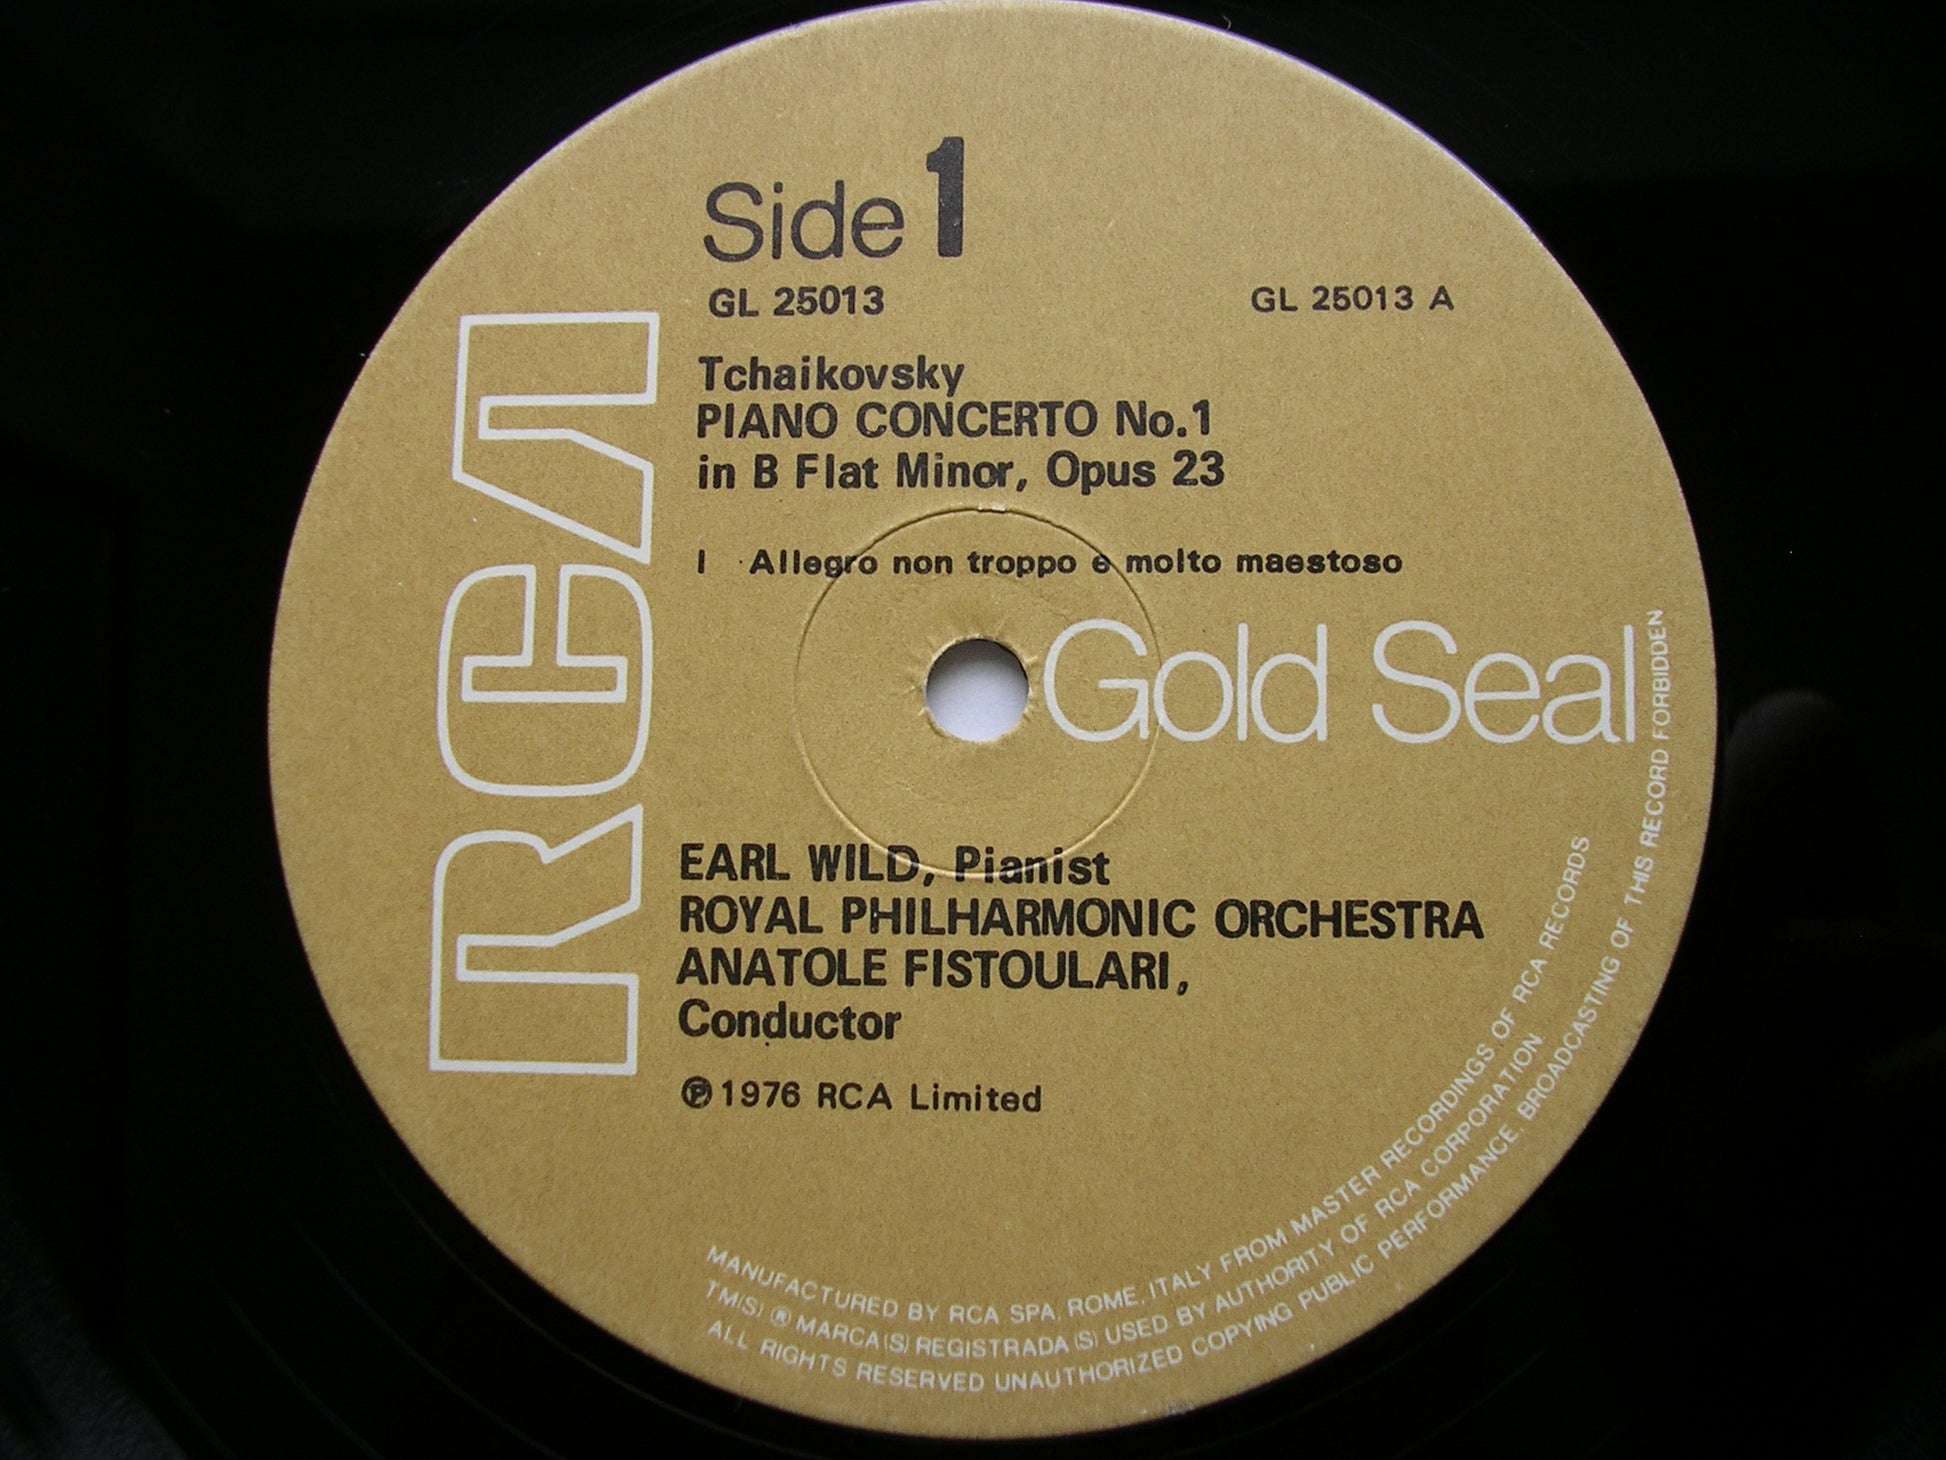 Side 1
GL 25013
GL 25013 A
Tchaikovsky
PIANO CONCERTO No.1
in B Flat Minor, Opus 23
I Allegro non troppo e molto maestoso
RCA
Gold Seal
EARL WILD, Pianist
ROYAL PHILHARMONIC ORCHESTRA
ANATOLE FISTOULARI,
Conductor
Ⓟ1976 RCA Limited
MANUFACTURED BY RCA SPA. ROME. ITALY FROM MASTER RECORDINGS OF RCA RECORDS
TM(S) ® MARCA(S) REGISTRADA(S) USED BY AUTHORITY OF RCA CORPORATION
ALL RIGHTS RESERVED UNAUTHORIZED COPYING PUBLIC PERFORMANCE. BROADCASTING OF THIS RECORD FORBIDDEN